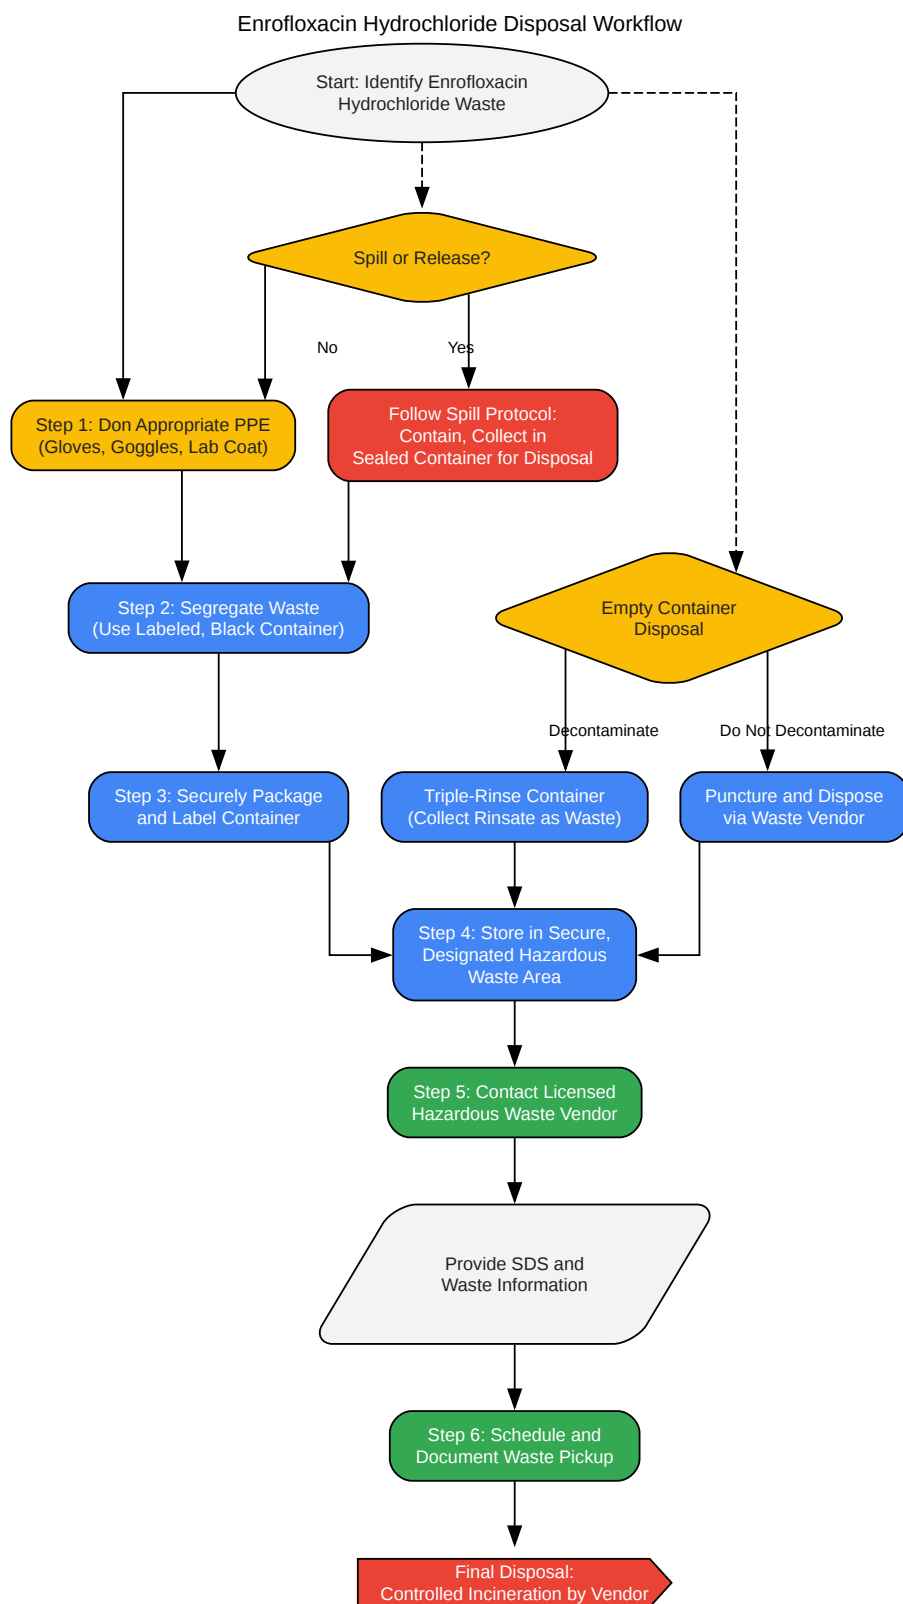 Enrofloxacin Hydrochloride Disposal Workflow
Start: Identify Enrofloxacin
Hydrochloride Waste
Spill or Release?
No
Yes
Step 1: Don Appropriate PPE
(Gloves, Goggles, Lab Coat)
Follow Spill Protocol:
Contain, Collect in
Sealed Container for Disposal
Step 2: Segregate Waste
(Use Labeled, Black Container)
Empty Container
Disposal
Decontaminate
Do Not Decontaminate
Step 3: Securely Package
and Label Container
Triple-Rinse Container
(Collect Rinsate as Waste)
Puncture and Dispose
via Waste Vendor
Step 4: Store in Secure,
Designated Hazardous
Waste Area
Step 5: Contact Licensed
Hazardous Waste Vendor
Provide SDS and
Waste Information
Step 6: Schedule and
Document Waste Pickup
Final Disposal:
Controlled Incineration by Vendor